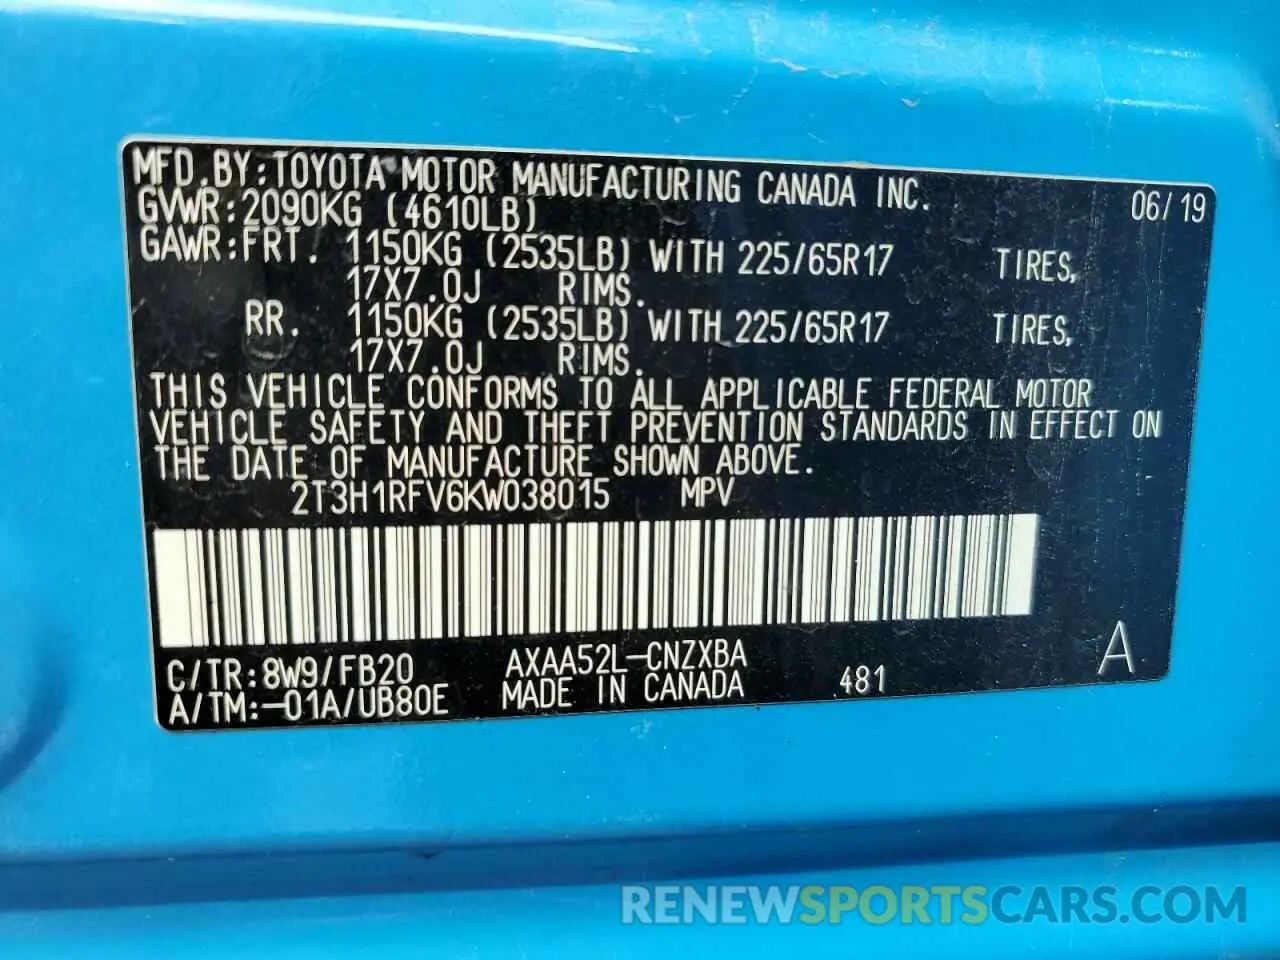 MFD.BY:TOYOTA MOTOR MANUFACTURING CANADA INC. 06/19
GVWR:2090KG (4610LB)
GAWR:FRT. 1150KG (2535LB) WITH 225/65R17 TIRES,
17X7.0J RIMS.
RR. 1150KG (2535LB) WITH 225/65R17 TIRES,
17X7.0J RIMS.
THIS VEHICLE CONFORMS TO ALL APPLICABLE FEDERAL MOTOR
VEHICLE SAFETY AND THEFT PREVENTION STANDARDS IN EFFECT ON
THE DATE OF MANUFACTURE SHOWN ABOVE.
2T3H1RFV6KW038015 MPV
C/TR:8W9/FB20 AXAA52L-CNZXBA A
A/TM:-01A/UB80E MADE IN CANADA 481
RENEWSPORTSCARS.COM